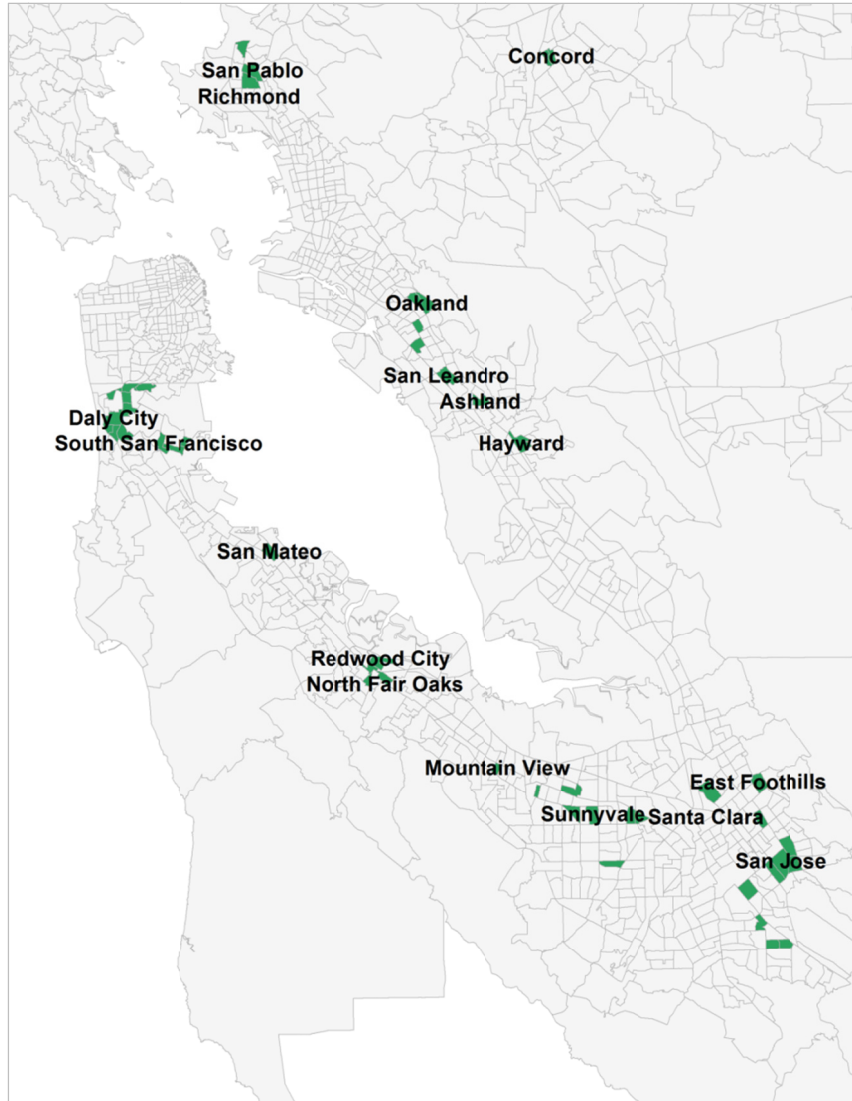 Concord
San Pablo
Richmond
Oakland
San Leandro
Ashland
Daly City
South San Francisco
Hayward
San Mateo
Redwood City
North Fair Oaks
Mountain View
East Foothills
Sunnyvale
Santa Clara
San Jose